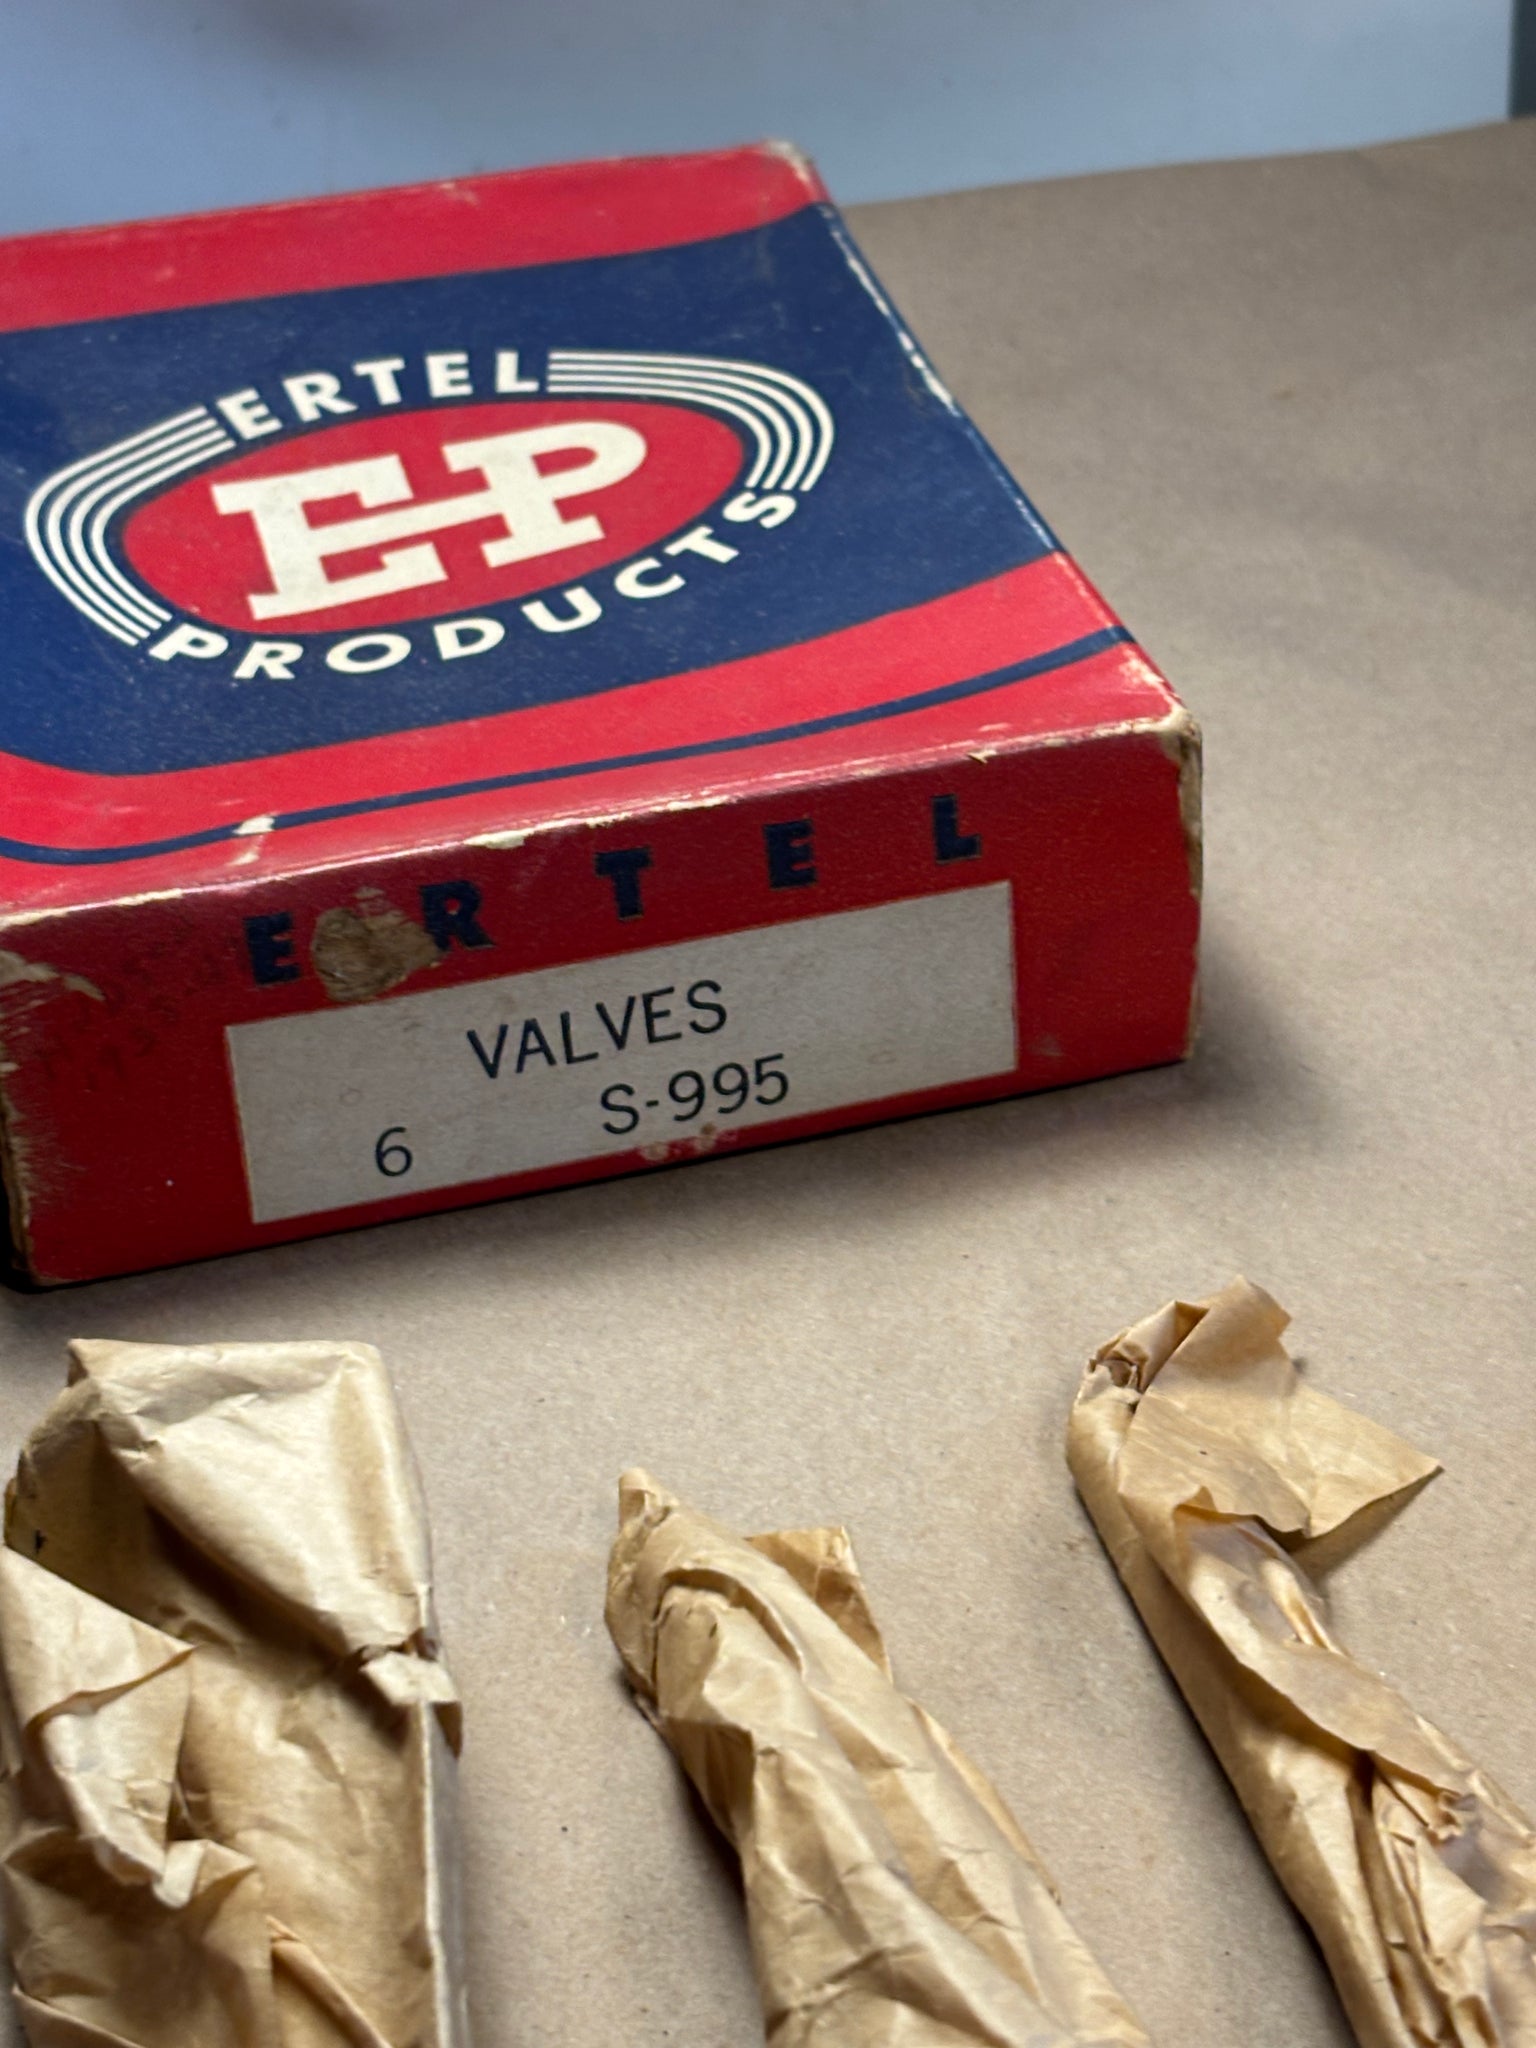 ERTEL
EP
PRODUCTS
ERTEL
VALVES
6 S-995